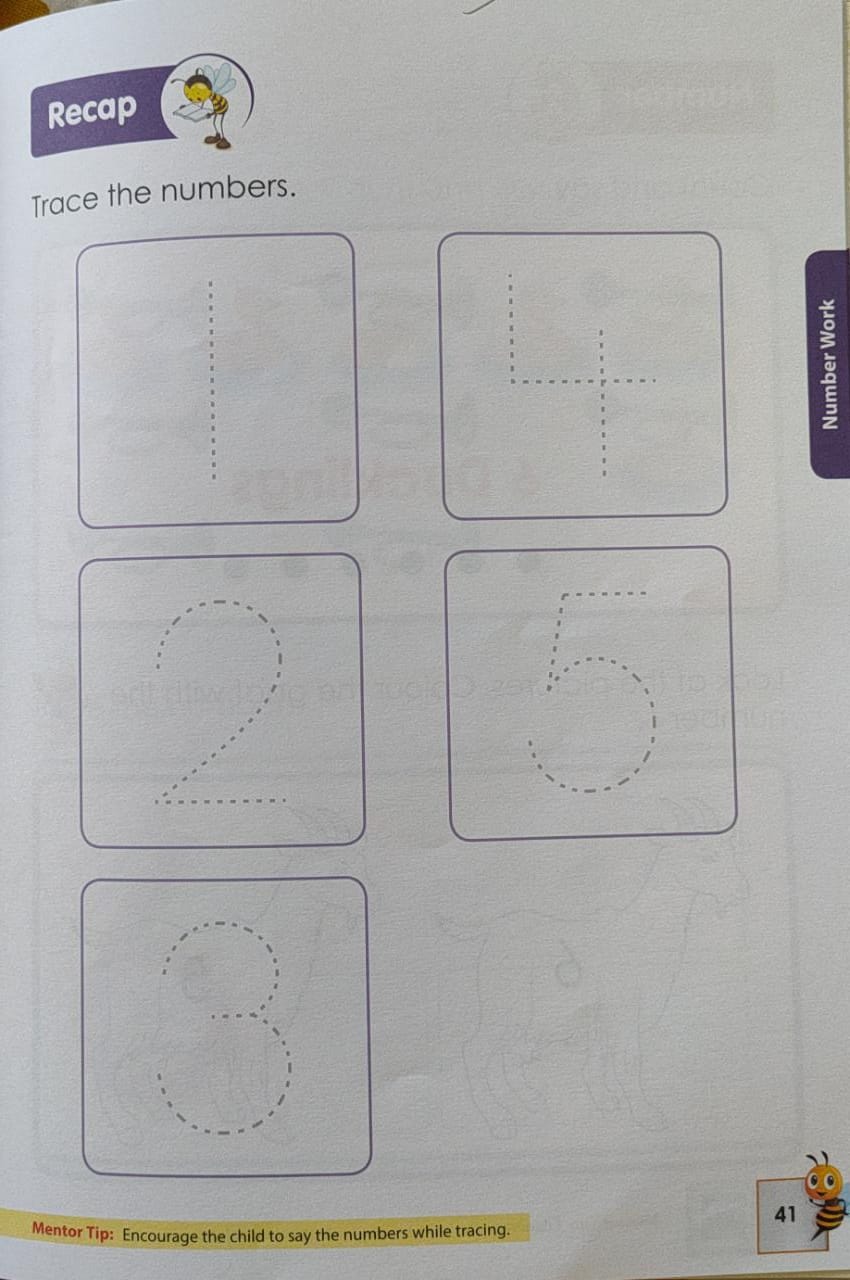 Recap
Trace the numbers.
1
4
2
5
3
Number Work
Mentor Tip: Encourage the child to say the numbers while tracing.
41